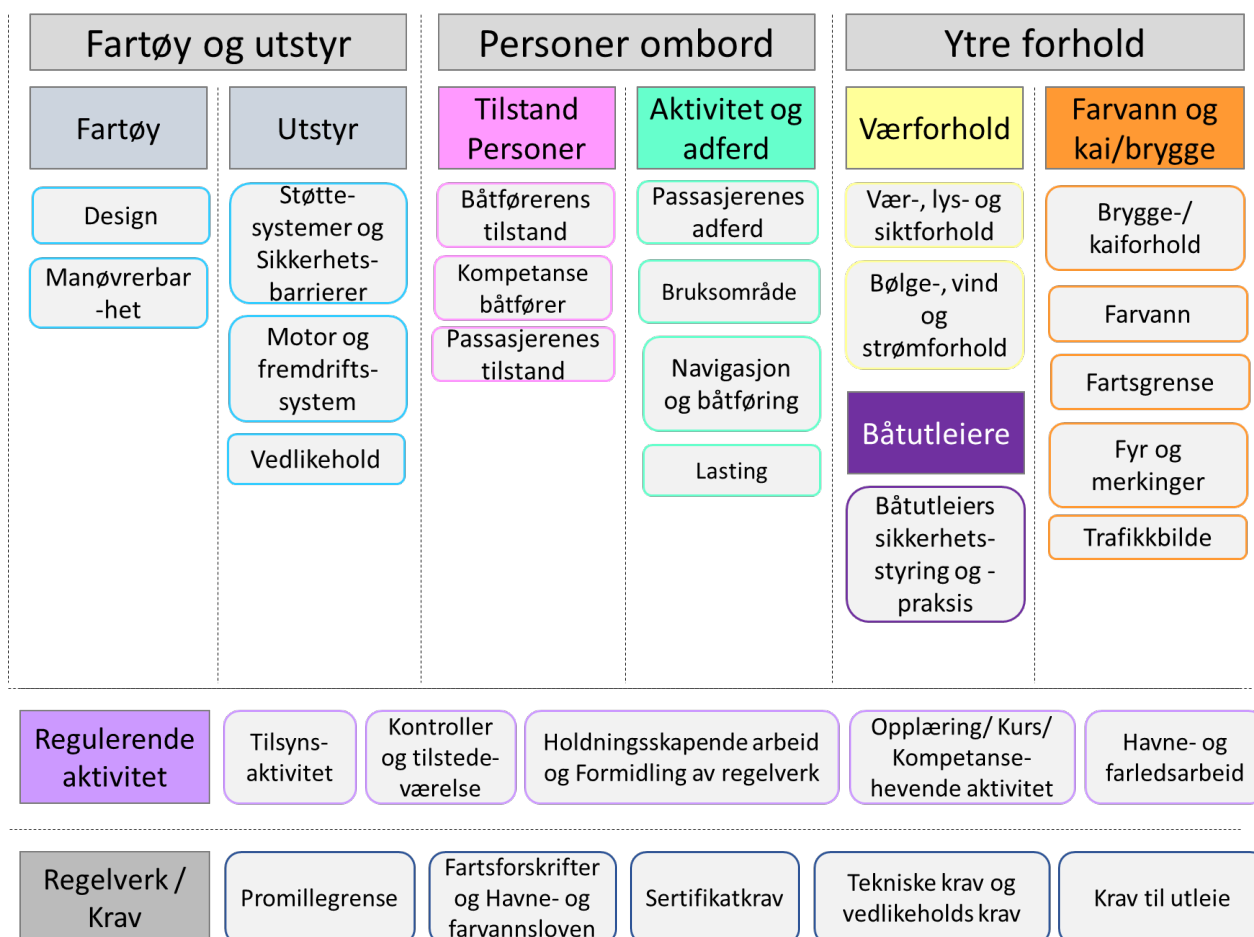 Fartøy og utstyr
Personer ombord
Ytre forhold
Fartøy
Utstyr
Tilstand
Personer
Aktivitet og
adferd
Værforhold
Farvann og
kai/brygge
Design
Manøvrerbar
-het
Støtte-
systemer og
Sikkerhets-
barrierer
Motor og
fremdrifts-
system
Vedlikehold
Båtførerens
tilstand
Kompetanse
båtfører
Passasjerenes
tilstand
Passasjerenes
adferd
Bruksområde
Navigasjon
og båtføring
Lasting
Vær-, lys- og
siktforhold
Bølge-, vind
og
strømforhold
Båtutleiere
Båtutleiers
sikkerhets-
styring og -
praksis
Brygge-/
kaiforhold
Farvann
Fartsgrense
Fyr og
merkinger
Trafikkbilde
Regulerende
aktivitet
Tilsyns-
aktivitet
Kontroller
og tilstede-
værelse
Holdningsskapende arbeid
og Formidling av regelverk
Opplæring/ Kurs/
Kompetanse-
hevende aktivitet
Havne- og
farledsarbeid
Regelverk /
Krav
Promillegrense
Fartsforskrifter
og Havne- og
farvannsloven
Sertifikatkrav
Tekniske krav og
vedlikeholds krav
Krav til utleie